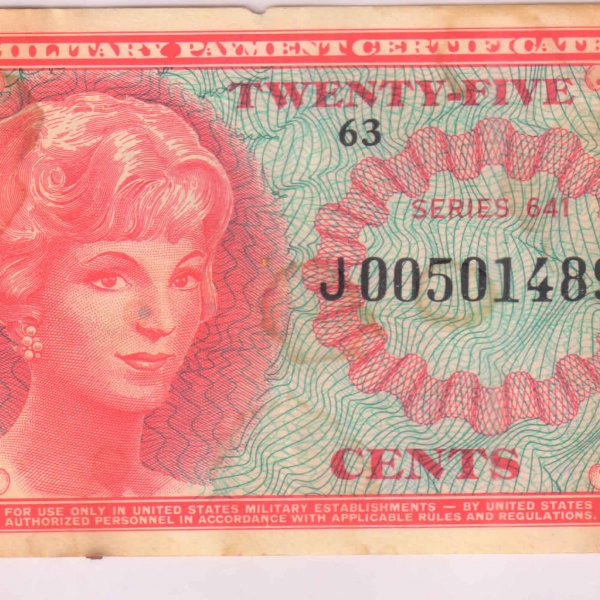 MILITARY PAYMENT CERTIFICATE
TWENTY-FIVE
63
SERIES 641
J00501489
CENTS
FOR USE ONLY IN UNITED STATES MILITARY ESTABLISHMENTS — BY UNITED STATES
AUTHORIZED PERSONNEL IN ACCORDANCE WITH APPLICABLE RULES AND REGULATIONS.